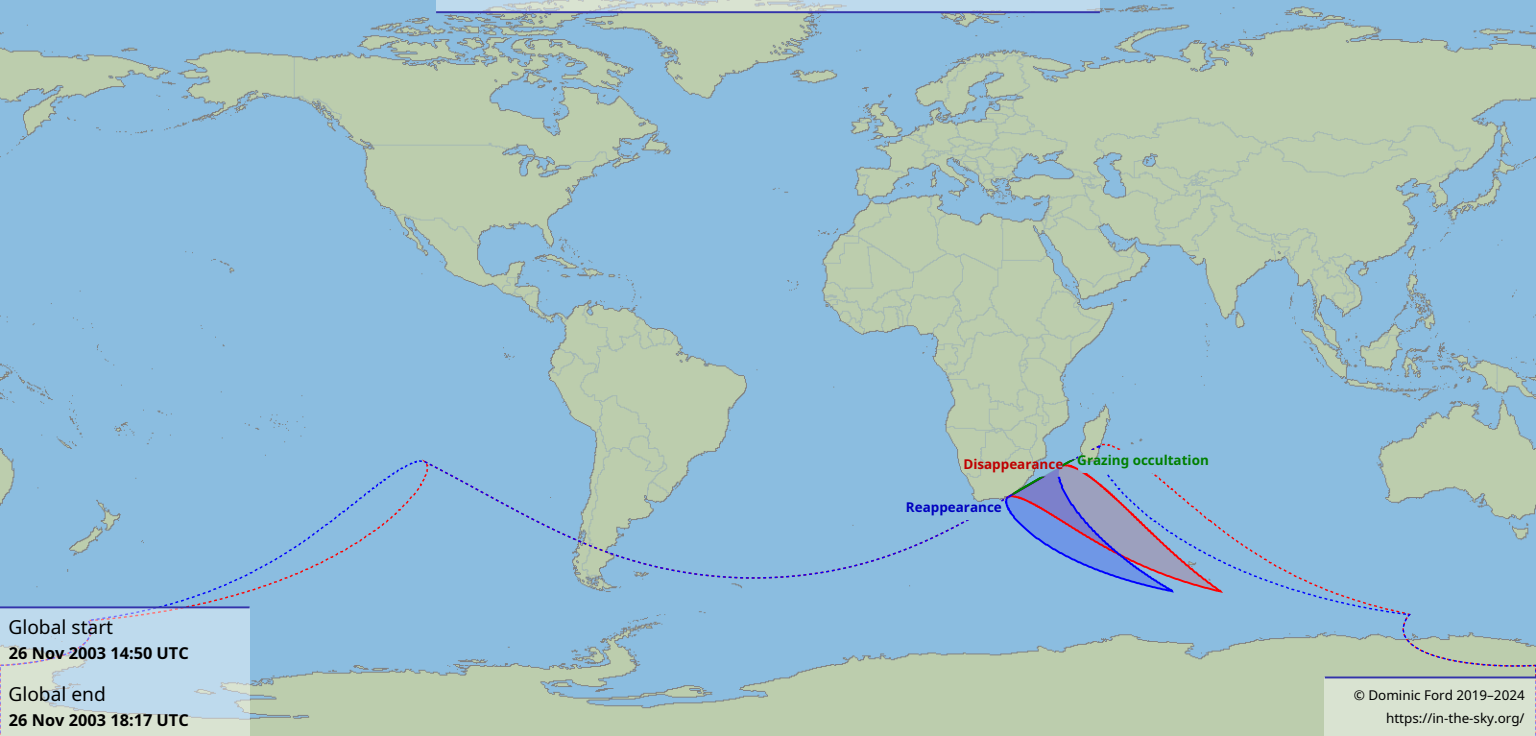 Disappearance
Grazing occultation
Reappearance
Global start
26 Nov 2003 14:50 UTC
Global end
26 Nov 2003 18:17 UTC
© Dominic Ford 2019–2024
https://in-the-sky.org/